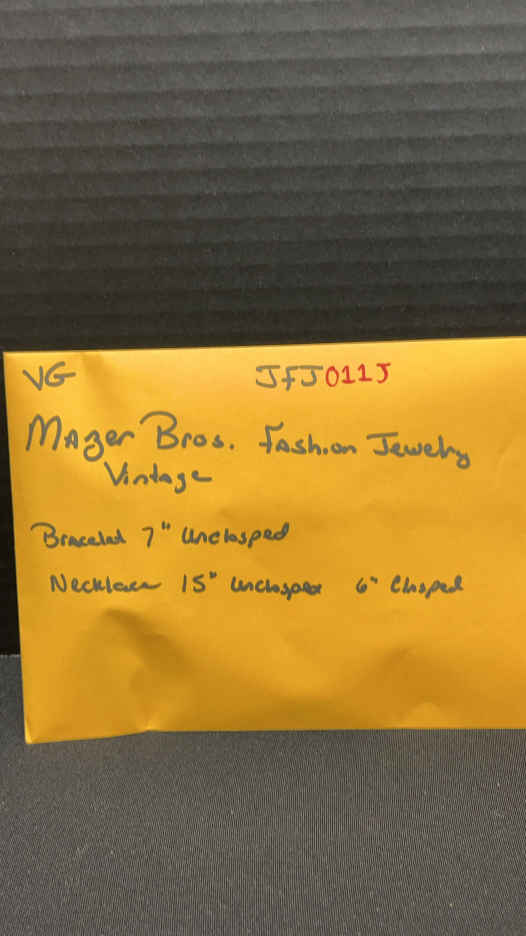 VG JFJ011J
Mazer Bros. Fashion Jewelry
Vintage
Bracelet 7" Unclasped
Necklace 15" Unclasped 6" Clasped